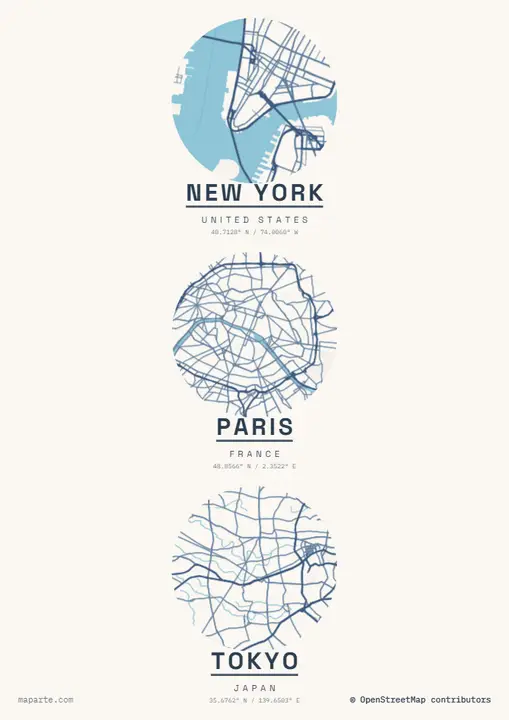 NEW YORK
UNITED STATES
40.7128° N / 74.0060° W
PARIS
FRANCE
48.8566° N / 2.3522° E
TOKYO
JAPAN
35.6762° N / 139.6503° E
maparte.com
© OpenStreetMap contributors